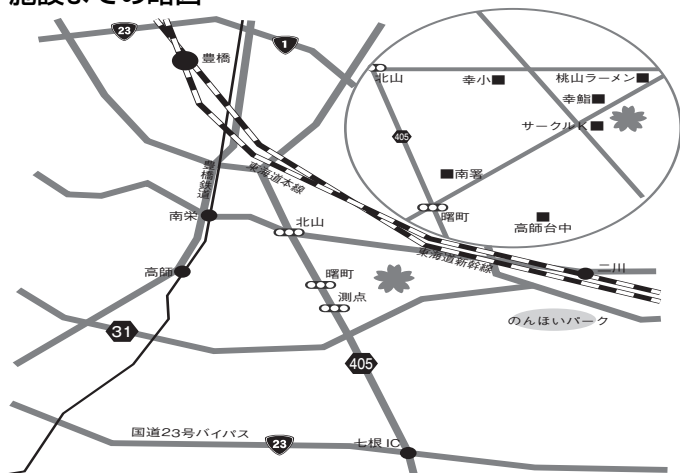 施設までの略図
23
1
豊橋
北山
幸小
桃山ラーメン
幸鮨
サークルK
405
南署
曙町
高師台中
豊橋鉄道
東海道本線
南栄
北山
東海道新幹線
二川
高師
曙町
測点
のんほいパーク
31
405
国道23号バイパス
23
七根IC